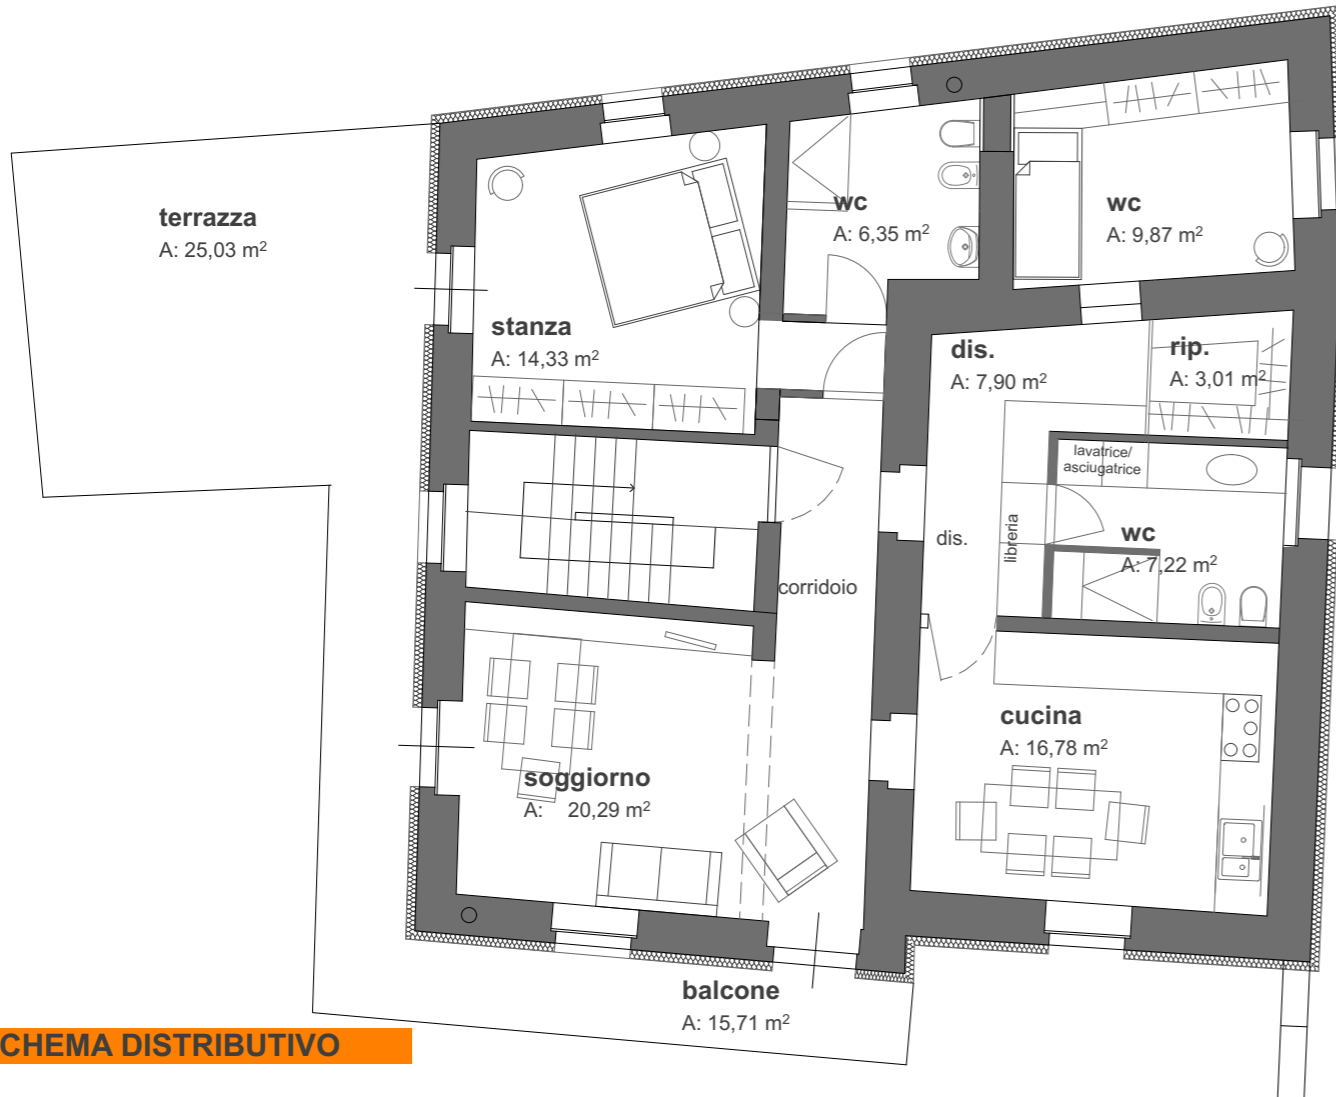 terrazza
A: 25,03 m²
wc
A: 6,35 m²
wc
A: 9,87 m²
stanza
A: 14,33 m²
dis.
A: 7,90 m²
rip.
A: 3,01 m²
lavatrice/
asciugatrice
libreria
dis.
wc
A: 7,22 m²
corridoio
soggiorno
A: 20,29 m²
cucina
A: 16,78 m²
balcone
A: 15,71 m²
CHEMA DISTRIBUTIVO